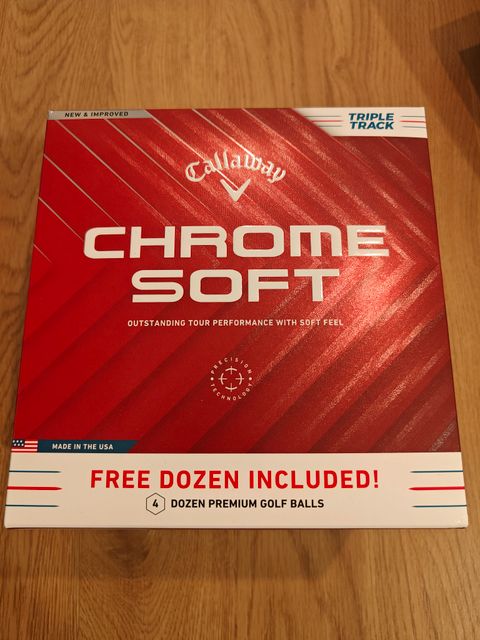 NEW & IMPROVED
TRIPLE
TRACK
Callaway
CHROME
SOFT
OUTSTANDING TOUR PERFORMANCE WITH SOFT FEEL
PRECISION
TECHNOLOGY
MADE IN THE USA
FREE DOZEN INCLUDED!
4 DOZEN PREMIUM GOLF BALLS